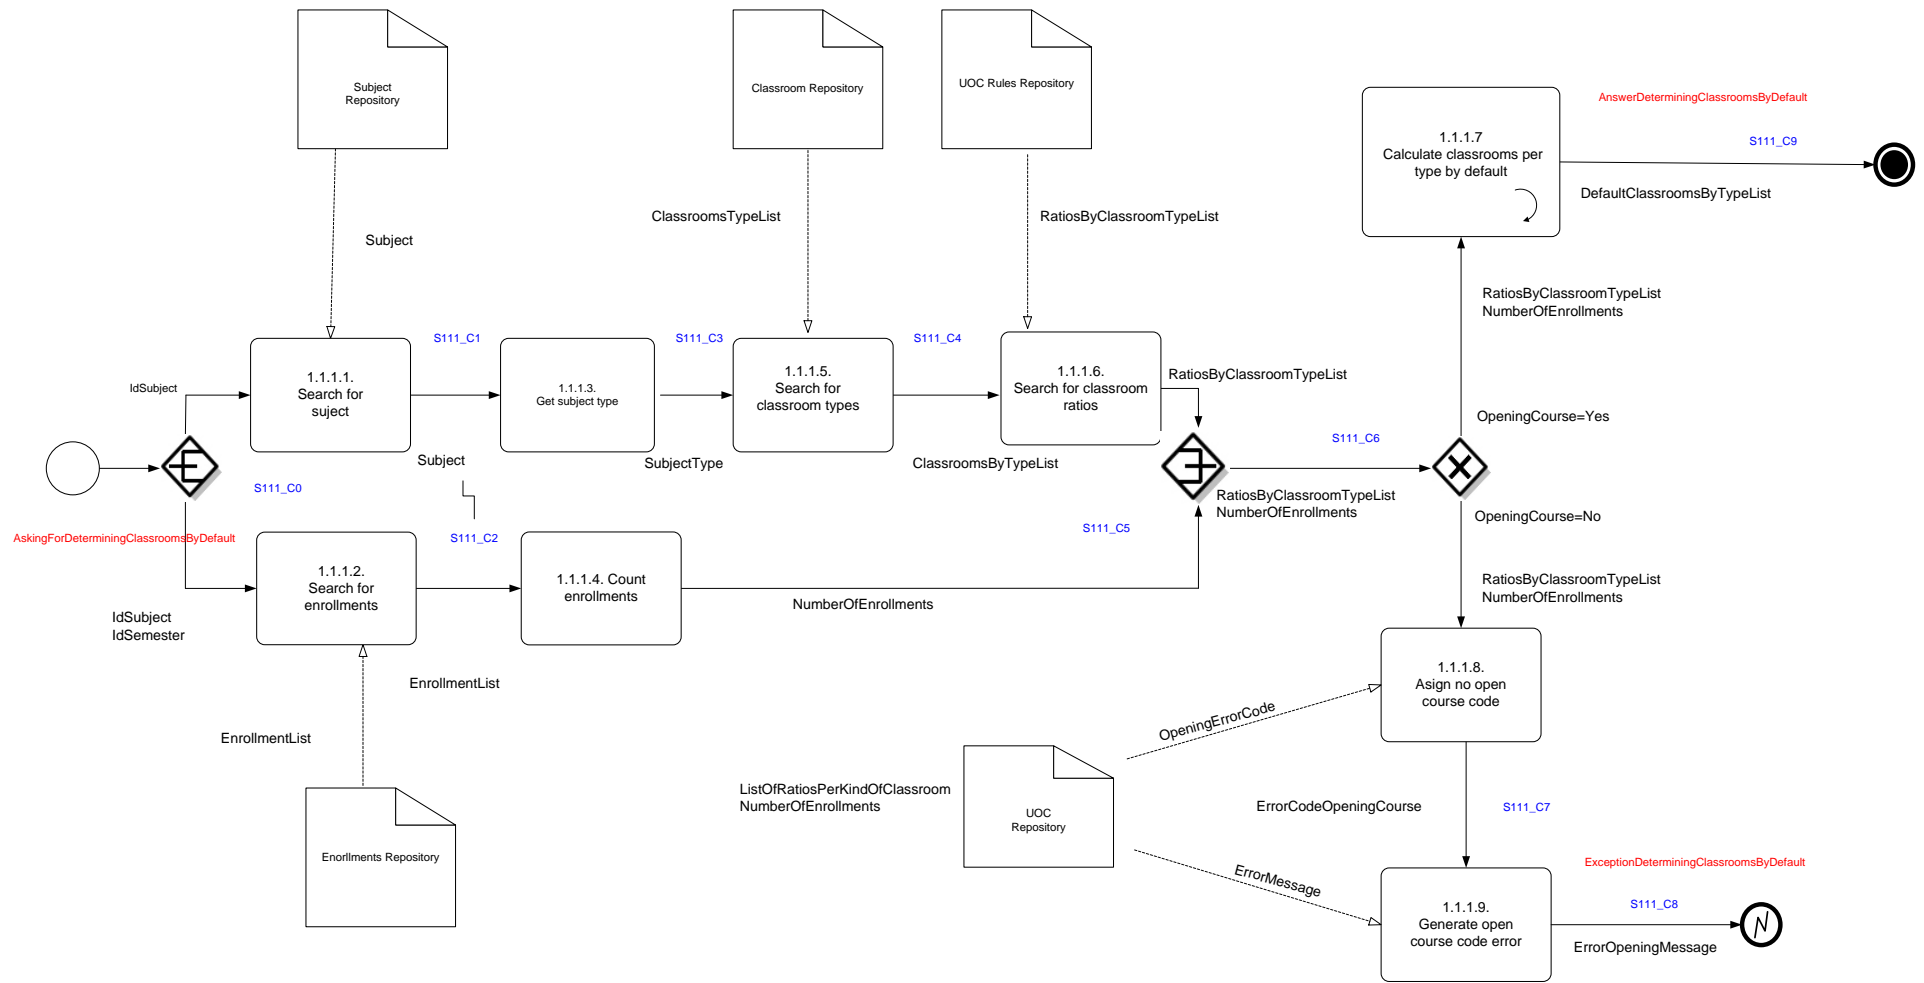 Subject
Repository
Classroom Repository
UOC Rules Repository
AnswerDeterminingClassroomsByDefault
1.1.1.7
Calculate classrooms per
type by default
S111_C9
DefaultClassroomsByTypeList
ClassroomsTypeList
RatiosByClassroomTypeList
Subject
RatiosByClassroomTypeList
NumberOfEnrollments
S111_C1
S111_C3
S111_C4
IdSubject
1.1.1.1.
Search for
suject
1.1.1.3.
Get subject type
1.1.1.5.
Search for
classroom types
1.1.1.6.
Search for classroom
ratios
RatiosByClassroomTypeList
OpeningCourse=Yes
S111_C6
Subject
SubjectType
ClassroomsByTypeList
S111_C0
RatiosByClassroomTypeList
NumberOfEnrollments
OpeningCourse=No
AskingForDeterminingClassroomsByDefault
S111_C2
S111_C5
1.1.1.2.
Search for
enrollments
1.1.1.4. Count
enrollments
NumberOfEnrollments
RatiosByClassroomTypeList
NumberOfEnrollments
IdSubject
IdSemester
EnrollmentList
1.1.1.8.
Asign no open
course code
EnrollmentList
OpeningErrorCode
ListOfRatiosPerKindOfClassroom
NumberOfEnrollments
UOC
Repository
ErrorCodeOpeningCourse
S111_C7
Enorllments Repository
ErrorMessage
ExceptionDeterminingClassroomsByDefault
1.1.1.9.
Generate open
course code error
S111_C8
ErrorOpeningMessage